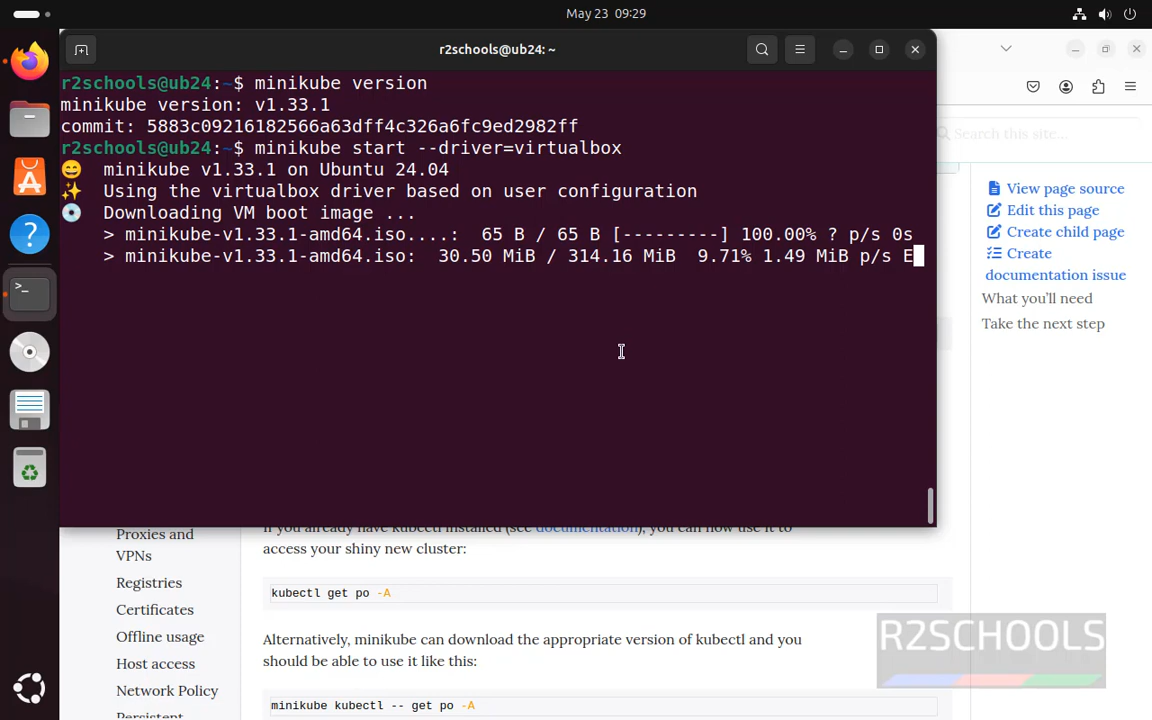 May 23 09:29
r2schools@ub24: ~
r2schools@ub24:~$ minikube version
minikube version: v1.33.1
commit: 5883c09216182566a63dff4c326a6fc9ed2982ff
r2schools@ub24:~$ minikube start --driver=virtualbox
😄  minikube v1.33.1 on Ubuntu 24.04
✨  Using the virtualbox driver based on user configuration
💿  Downloading VM boot image ...
    > minikube-v1.33.1-amd64.iso....:  65 B / 65 B [---------] 100.00% ? p/s 0s
    > minikube-v1.33.1-amd64.iso:  30.50 MiB / 314.16 MiB  9.71% 1.49 MiB p/s E
Search this site...
View page source
Edit this page
Create child page
Create
documentation issue
What you’ll need
Take the next step
Proxies and
VPNs
Registries
Certificates
Offline usage
Host access
Network Policy
Persistent
If you already have kubectl installed (see documentation), you can now use it to
access your shiny new cluster:
kubectl get po -A
Alternatively, minikube can download the appropriate version of kubectl and you
should be able to use it like this:
minikube kubectl -- get po -A
R2SCHOOLS